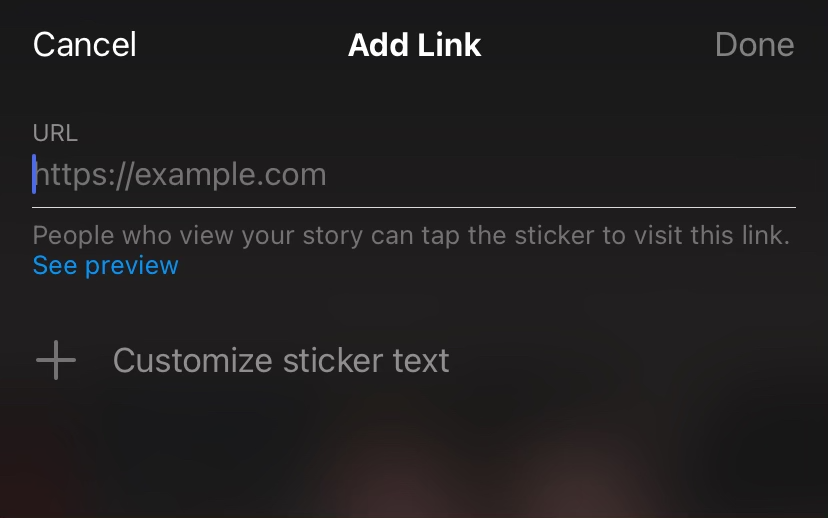 Cancel Add Link Done
URL
https://example.com
People who view your story can tap the sticker to visit this link.
See preview
Customize sticker text